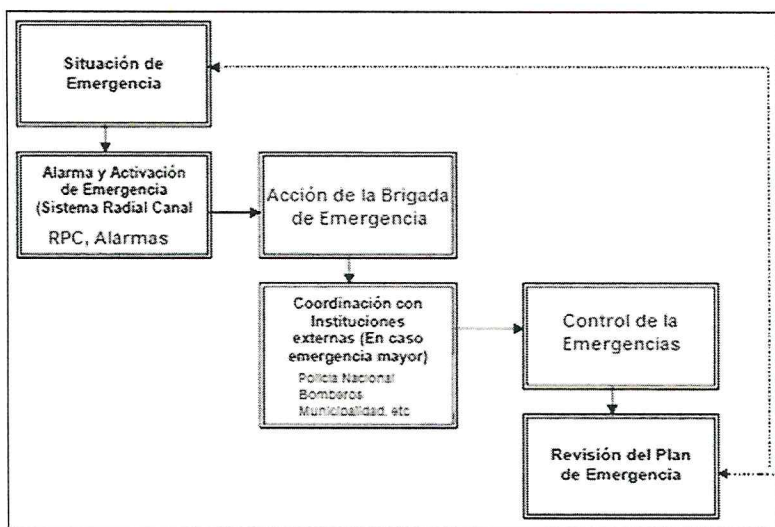 Situación de
Emergencia
Alarma y Activación
de Emergencia
(Sistema Radial Canal
RPC, Alarmas
Acción de la Brigada
de Emergencia
Coordinación con
Instituciones
externas (En caso
emergencia mayor)
Policia Nacional
Bomberos
Municipalidad, etc
Control de la
Emergencias
Revisión del Plan
de Emergencia